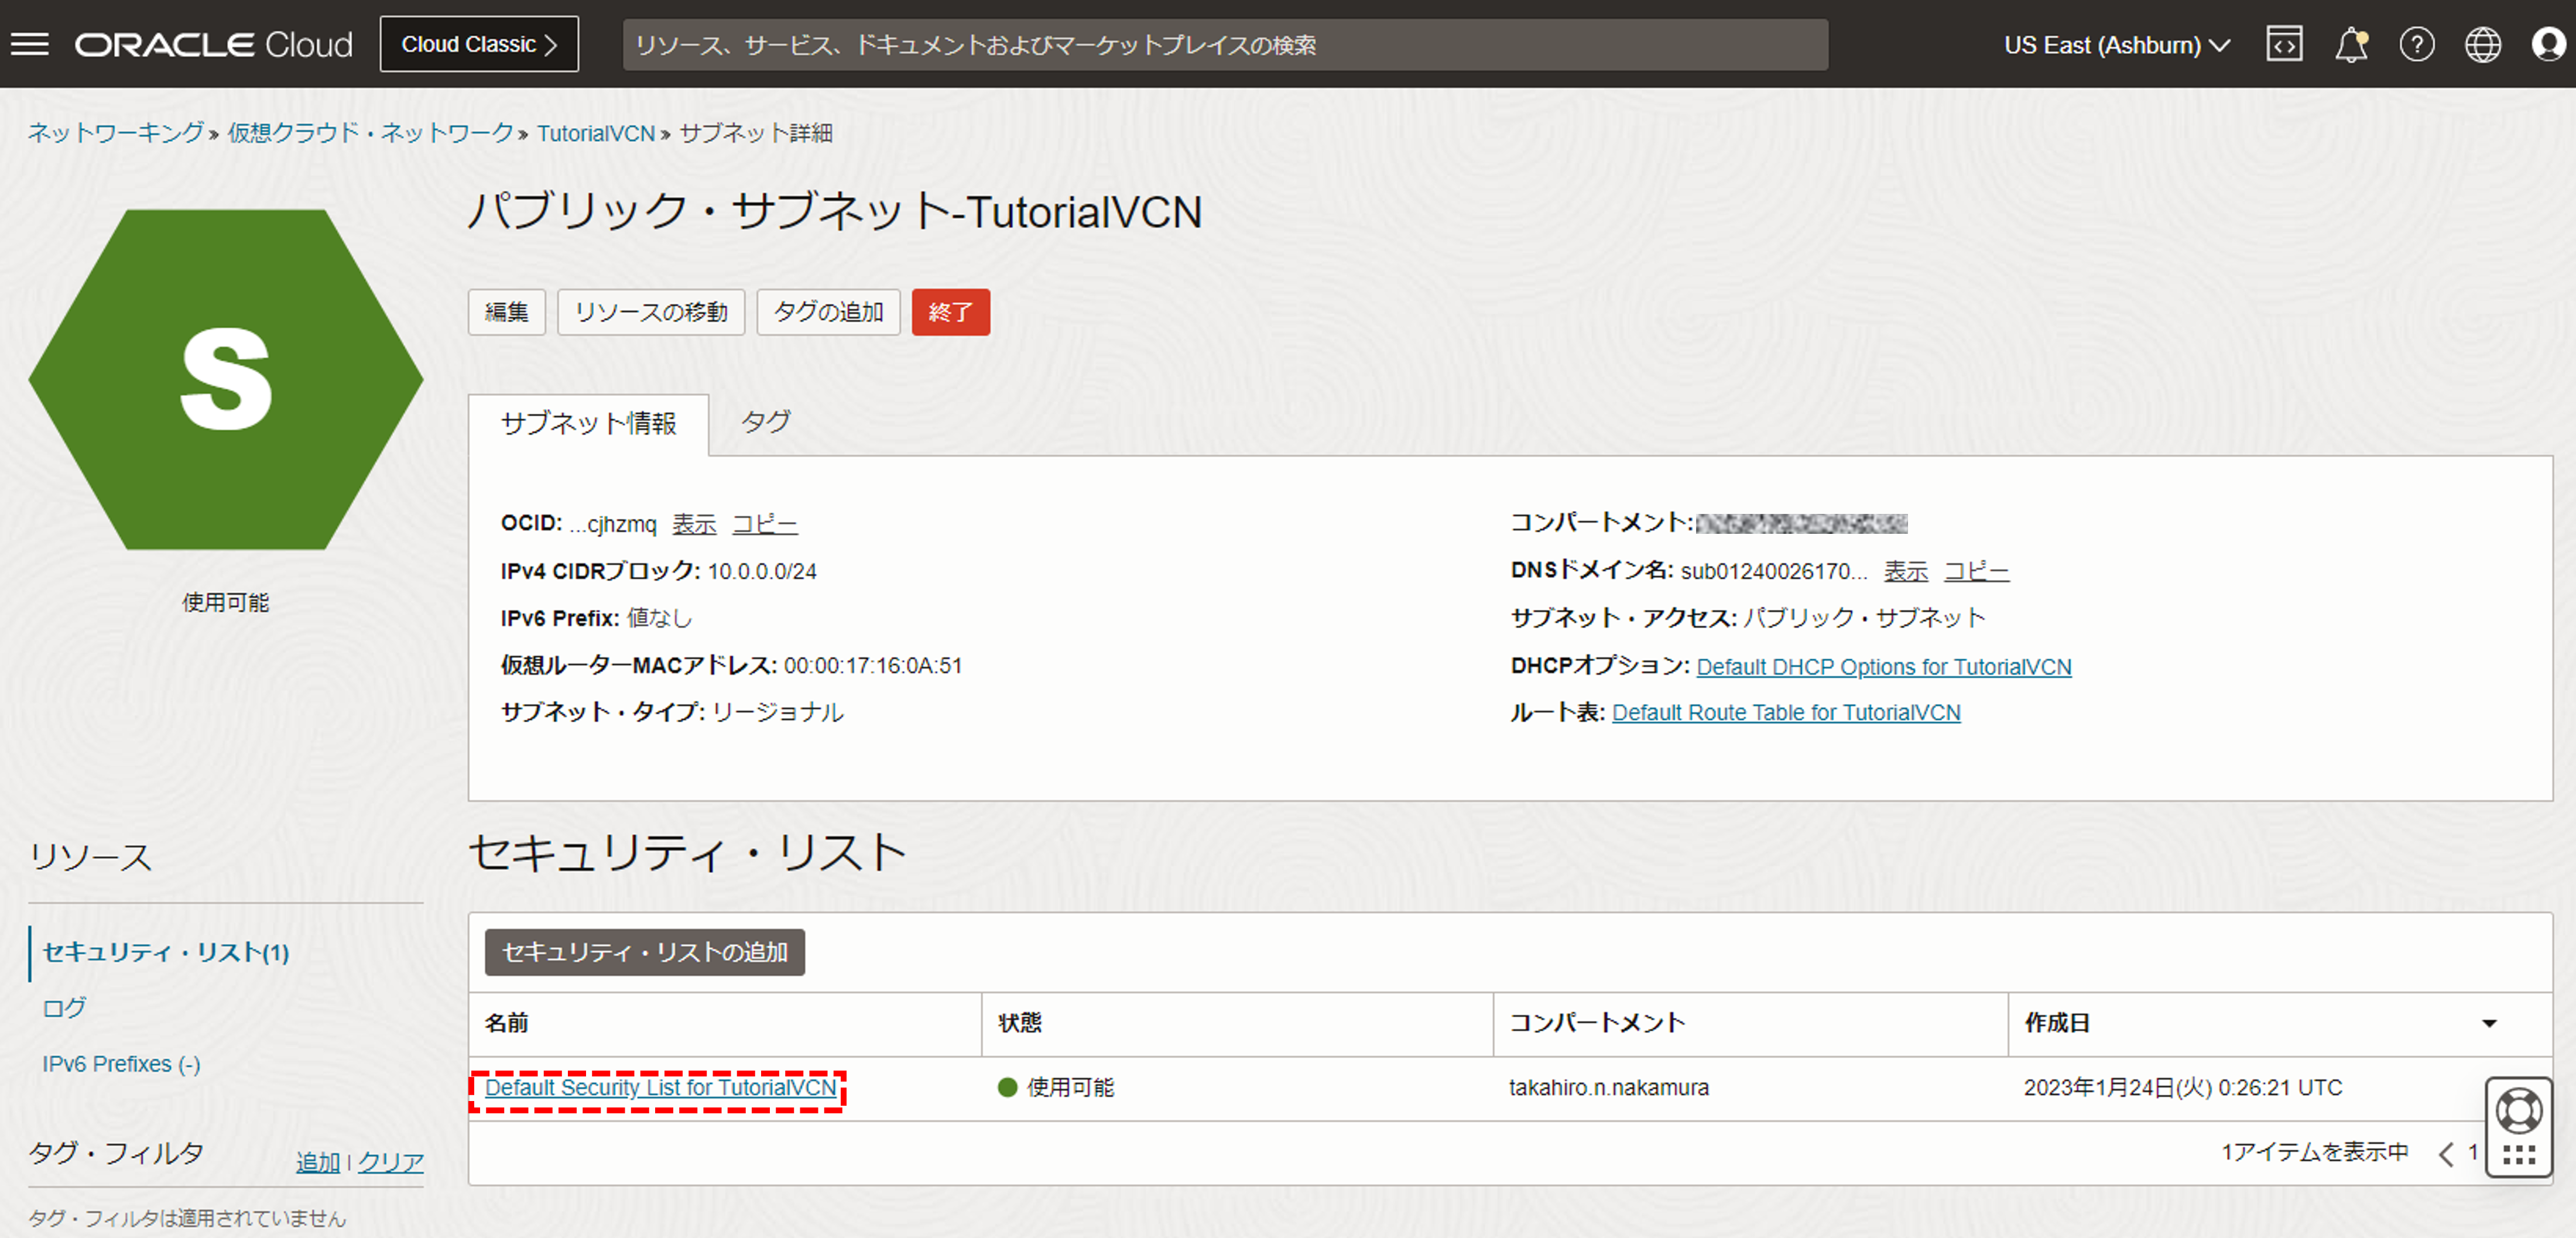 ORACLE Cloud
Cloud Classic
リソース、サービス、ドキュメントおよびマーケットプレイスの検索
US East (Ashburn)
ネットワーキング » 仮想クラウド・ネットワーク » TutorialVCN » サブネット詳細
パブリック・サブネット-TutorialVCN
編集 リソースの移動 タグの追加 終了
S
使用可能
サブネット情報 タグ
OCID: ...cjhzmq 表示 コピー
IPv4 CIDRブロック: 10.0.0.0/24
IPv6 Prefix: 値なし
仮想ルーターMACアドレス: 00:00:17:16:0A:51
サブネット・タイプ: リージョナル
コンパートメント:
DNSドメイン名: sub01240026170... 表示 コピー
サブネット・アクセス: パブリック・サブネット
DHCPオプション: Default DHCP Options for TutorialVCN
ルート表: Default Route Table for TutorialVCN
リソース
セキュリティ・リスト(1)
ログ
IPv6 Prefixes (-)
タグ・フィルタ 追加 | クリア
タグ・フィルタは適用されていません
セキュリティ・リスト
セキュリティ・リストの追加
名前 状態 コンパートメント 作成日
Default Security List for TutorialVCN 使用可能 takahiro.n.nakamura 2023年1月24日(火) 0:26:21 UTC
1アイテムを表示中 1